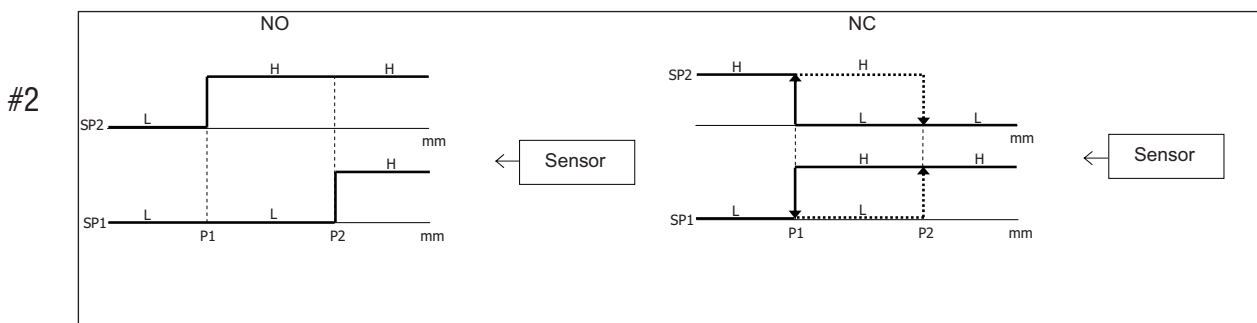 NO NC
H H
H H
SP2
SP2
#2
L
L L
mm mm
Sensor
Sensor
H
H H
SP1 L L
SP1 L L
P1 P2 mm
P1 P2 mm